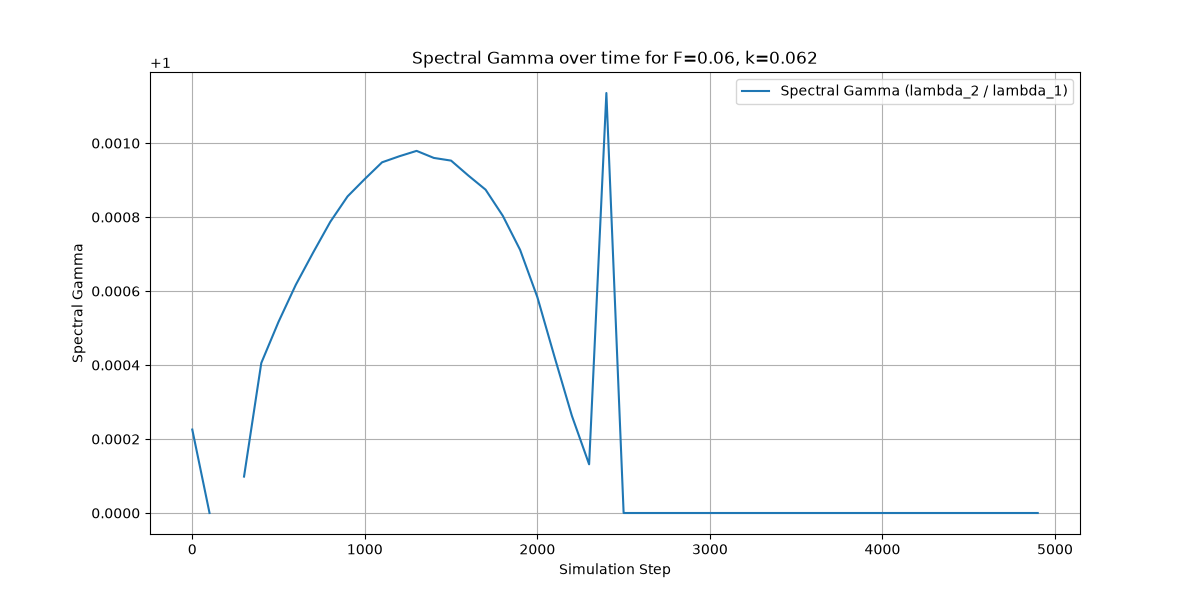 Spectral Gamma over time for F=0.06, k=0.062
+1
Spectral Gamma (lambda_2 / lambda_1)
0.0010
0.0008
0.0006
0.0004
0.0002
0.0000
Spectral Gamma
0 1000 2000 3000 4000 5000
Simulation Step